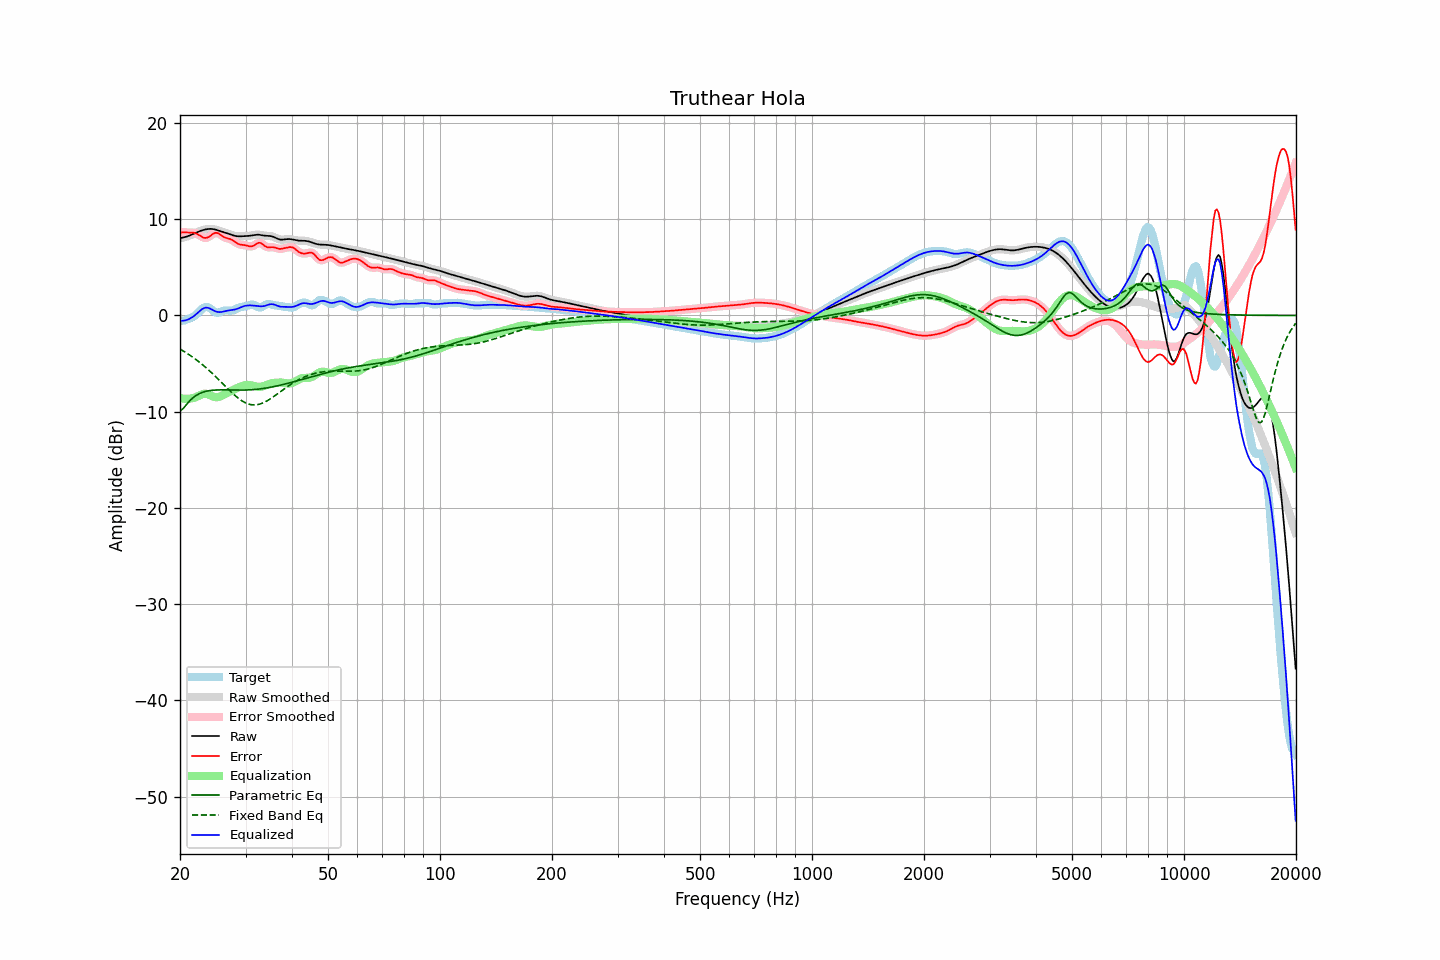 Truthear Hola
20
10
0
−10
−20
−30
−40
−50
Amplitude (dBr)
Target
Raw Smoothed
Error Smoothed
Raw
Error
Equalization
Parametric Eq
Fixed Band Eq
Equalized
20 50 100 200 500 1000 2000 5000 10000 20000
Frequency (Hz)